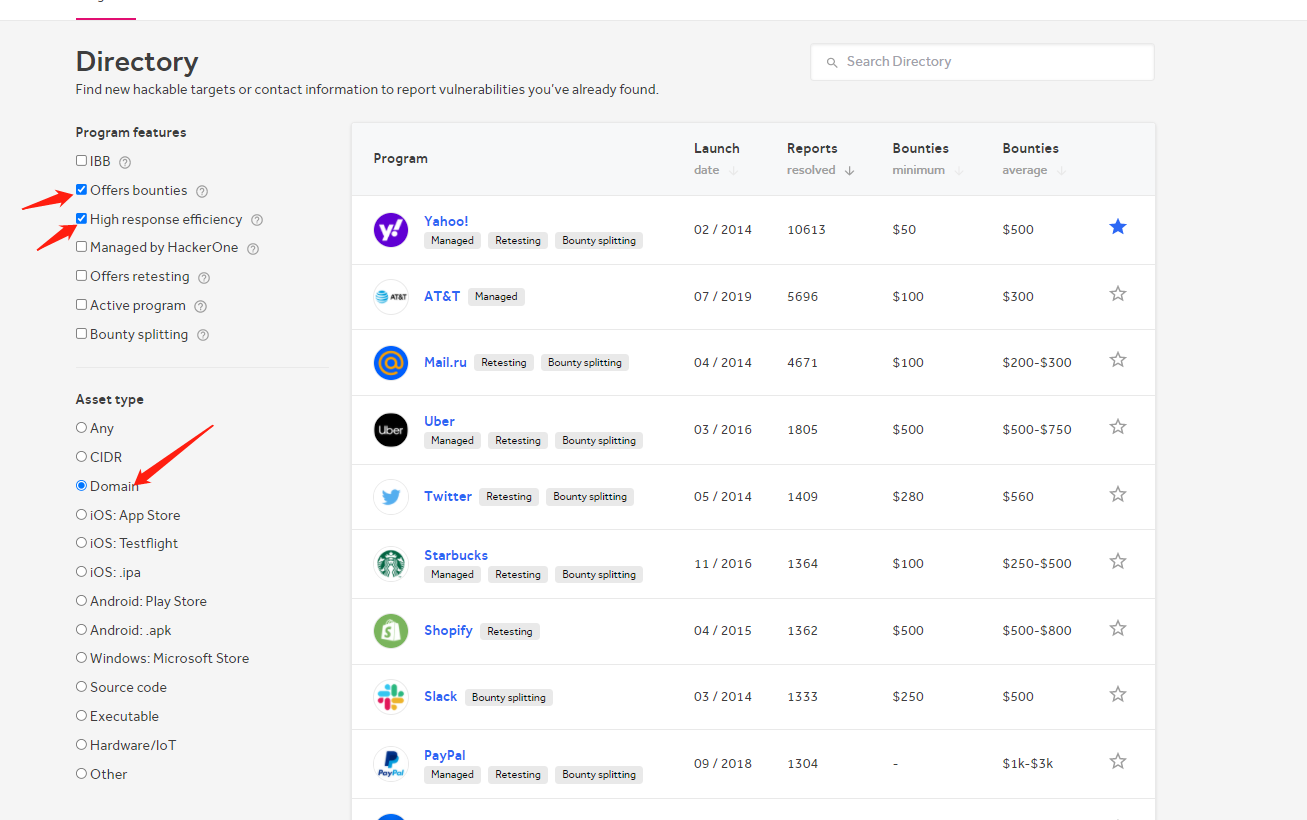 Directory
Search Directory
Find new hackable targets or contact information to report vulnerabilities you've already found.
Program features
IBB
Offers bounties
High response efficiency
Managed by HackerOne
Offers retesting
Active program
Bounty splitting
Asset type
Any
CIDR
Domain
iOS: App Store
iOS: Testflight
iOS: .ipa
Android: Play Store
Android: .apk
Windows: Microsoft Store
Source code
Executable
Hardware/IoT
Other
Program Launch date Reports resolved Bounties minimum Bounties average
y! Yahoo! 02 / 2014 10613 $50 $500
Managed Retesting Bounty splitting
AT&T AT&T Managed 07 / 2019 5696 $100 $300
@ Mail.ru Retesting Bounty splitting 04 / 2014 4671 $100 $200-$300
Uber Uber 03 / 2016 1805 $500 $500-$750
Managed Retesting Bounty splitting
Twitter Retesting Bounty splitting 05 / 2014 1409 $280 $560
Starbucks 11 / 2016 1364 $100 $250-$500
Managed Retesting Bounty splitting
Shopify Retesting 04 / 2015 1362 $500 $500-$800
Slack Bounty splitting 03 / 2014 1333 $250 $500
PayPal PayPal 09 / 2018 1304 - $1k-$3k
Managed Retesting Bounty splitting